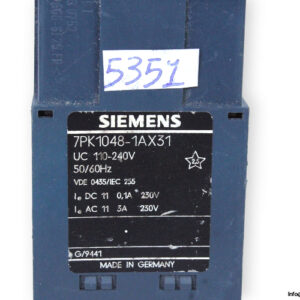 5351
SIEMENS
7PK1048-1AX31
UC 110-240V
50/60Hz
VDE 0435/IEC 255
Ie DC 11 0,1A 230V
Ie AC 11 3A 230V
G/9441
MADE IN GERMANY